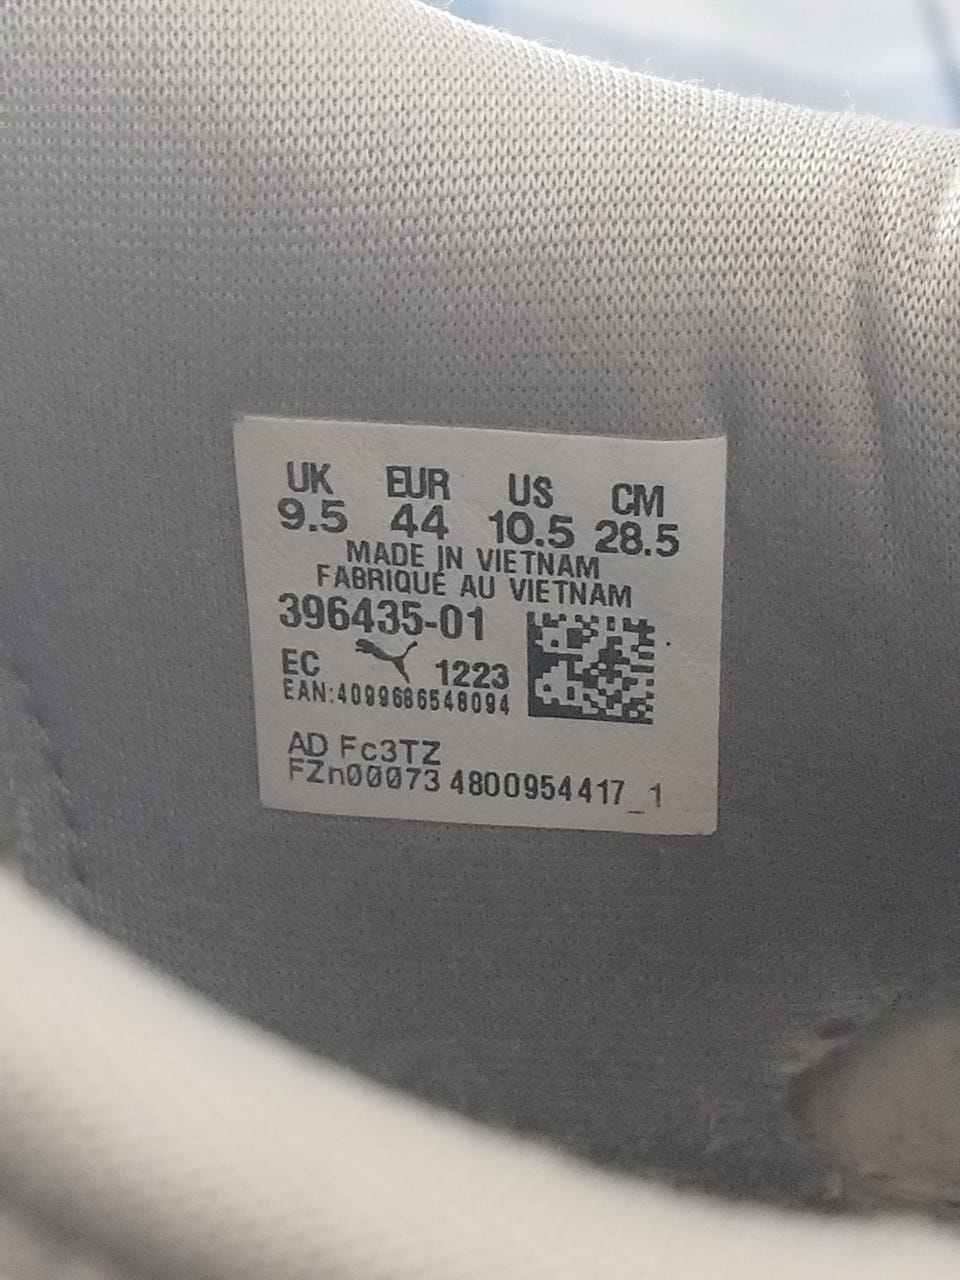 UK EUR US CM
9.5 44 10.5 28.5
MADE IN VIETNAM
FABRIQUÉ AU VIETNAM
396435-01
EC 1223
EAN:4099686548094
AD Fc3TZ
FZn00073 4800954417_1